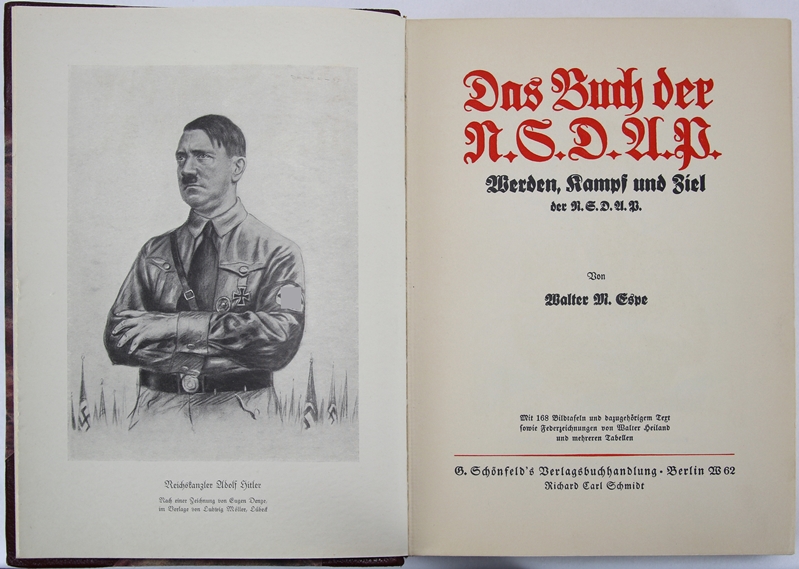 Reichskanzler Adolf Hitler
Nach einer Zeichnung von Eugen
im Verlage von Ludwig Möller, Lübeck
Das Buch der
N.S.D.A.P.
Werden, Kampf und Ziel
der N.S.D.A.P.
Von
Walter M. Espe
Mit 168 Bildtafeln und dazugehörigem Text
sowie Federzeichnungen von Walter Heiland
und mehreren Tabellen
G. Schönfeld's Verlagsbuchhandlung • Berlin W 62
Richard Carl Schmidt